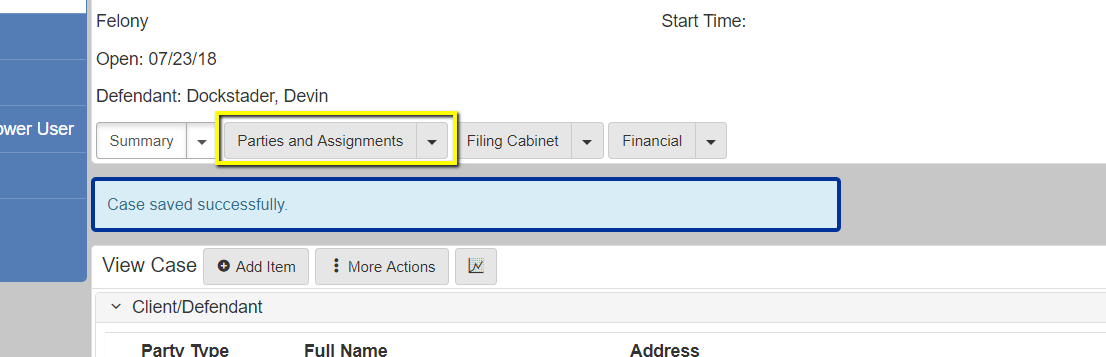 Felony Start Time:
Open: 07/23/18
Defendant: Dockstader, Devin
ower User
Summary Parties and Assignments Filing Cabinet Financial
Case saved successfully.
View Case Add Item More Actions
Client/Defendant
Party Type Full Name Address